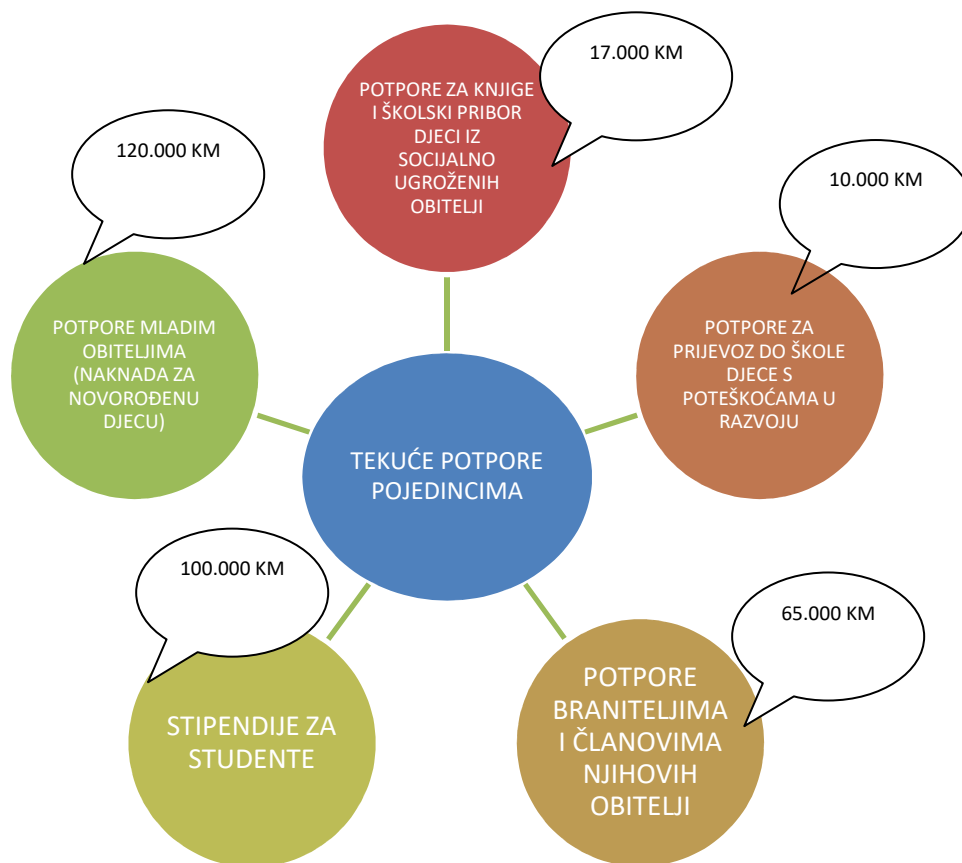 17.000 KM
POTPORE ZA KNJIGE
I ŠKOLSKI PRIBOR
DJECI IZ
SOCIJALNO
UGROŽENIH
OBITELJI
120.000 KM
10.000 KM
POTPORE MLADIM
OBITELJIMA
(NAKNADA ZA
NOVOROĐENU
DJECU)
POTPORE ZA
PRIJEVOZ DO ŠKOLE
DJECE S
POTEŠKOĆAMA U
RAZVOJU
TEKUĆE POTPORE
POJEDINCIMA
100.000 KM
65.000 KM
STIPENDIJE ZA
STUDENTE
POTPORE
BRANITELJIMA
I ČLANOVIMA
NJIHOVIH
OBITELJI